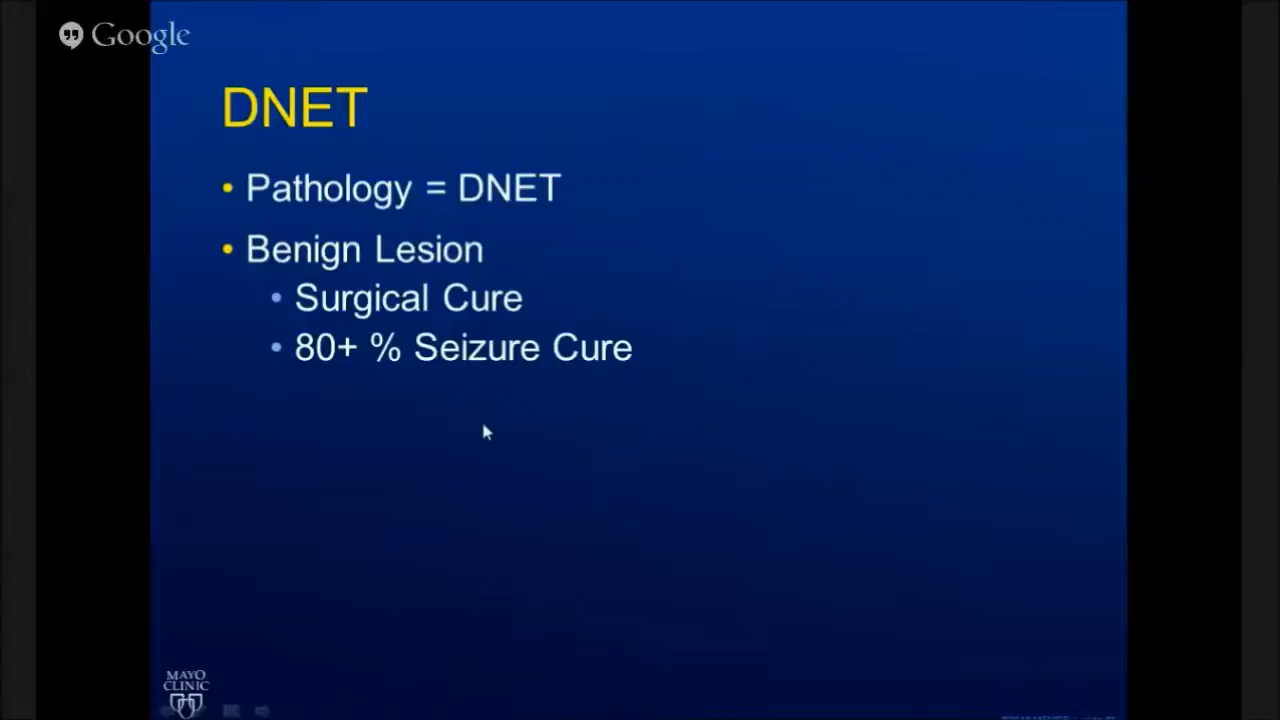 Google
DNET
• Pathology = DNET
• Benign Lesion
• Surgical Cure
• 80+ % Seizure Cure
MAYO
CLINIC